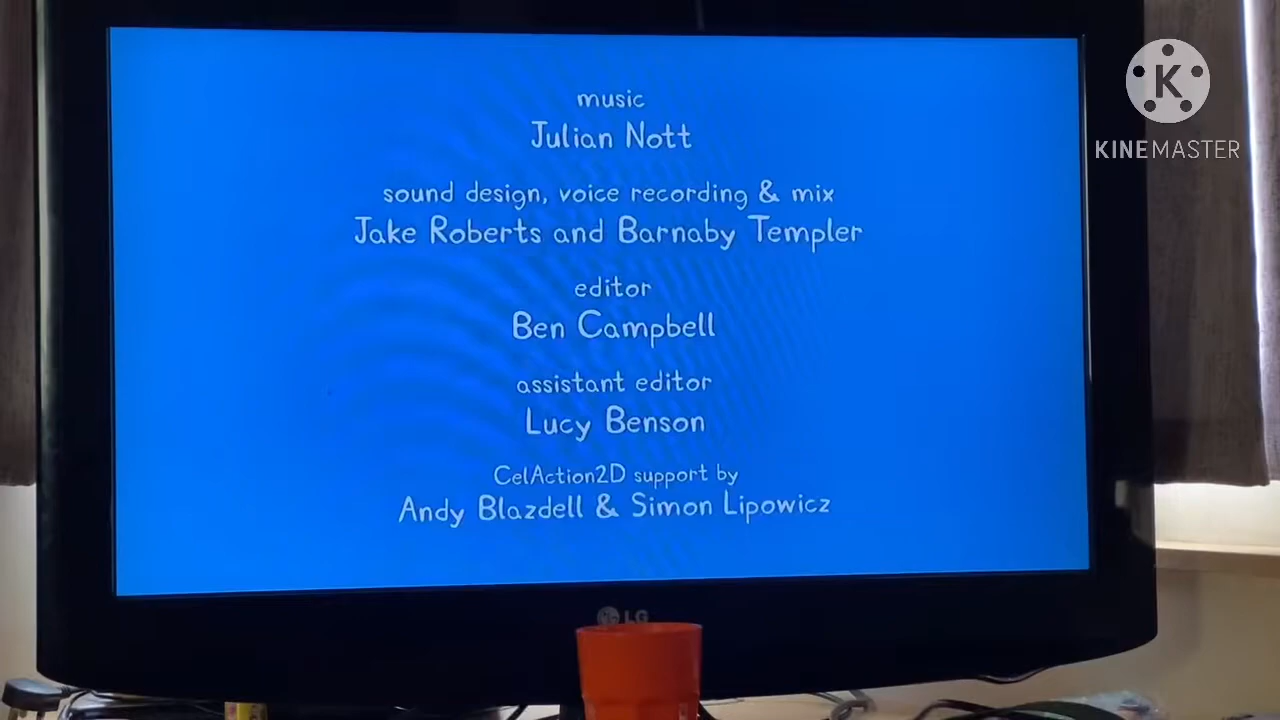 music
Julian Nott
sound design, voice recording & mix
Jake Roberts and Barnaby Templer
editor
Ben Campbell
assistant editor
Lucy Benson
CelAction2D support by
Andy Blazdell & Simon Lipowicz
LG
K
KINEMASTER